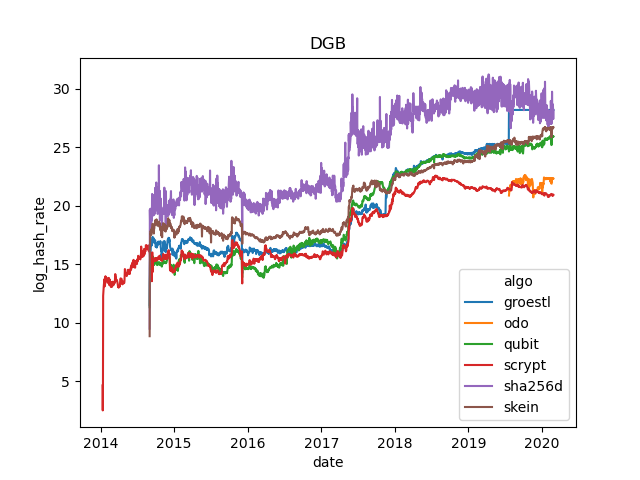 DGB
log_hash_rate
30
25
20
15
10
5
algo
groestl
odo
qubit
scrypt
sha256d
skein
2014 2015 2016 2017 2018 2019 2020
date